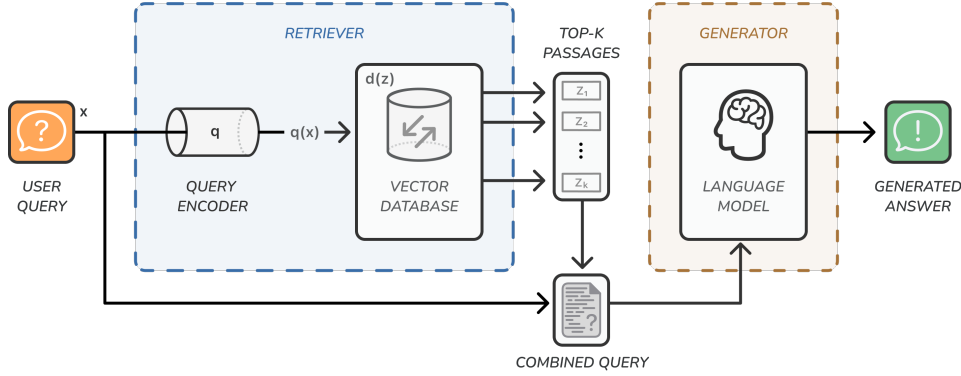 RETRIEVER
TOP-K
PASSAGES
GENERATOR
d(z)
x
?
q
q(x)
z₁
z₂
⋮
zₖ
!
USER
QUERY
QUERY
ENCODER
VECTOR
DATABASE
LANGUAGE
MODEL
GENERATED
ANSWER
?
COMBINED QUERY